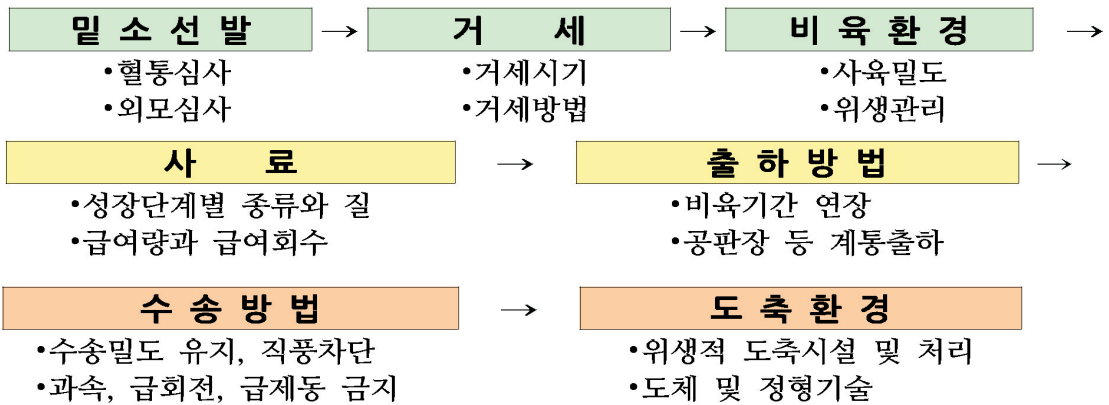 밑 소 선 발 → 거 세 → 비 육 환 경 →
•혈통심사 •거세시기 •사육밀도
•외모심사 •거세방법 •위생관리
사 료 → 출 하 방 법 →
•성장단계별 종류와 질 •비육기간 연장
•급여량과 급여회수 •공판장 등 계통출하
수 송 방 법 → 도 축 환 경
•수송밀도 유지, 직풍차단 •위생적 도축시설 및 처리
•과속, 급회전, 급제동 금지 •도체 및 정형기술